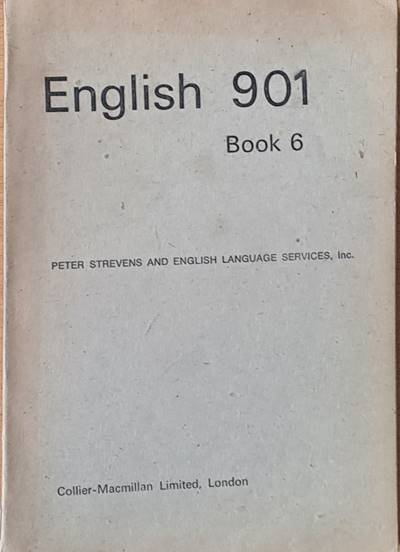 English 901
Book 6
PETER STREVENS AND ENGLISH LANGUAGE SERVICES, Inc.
Collier-Macmillan Limited, London